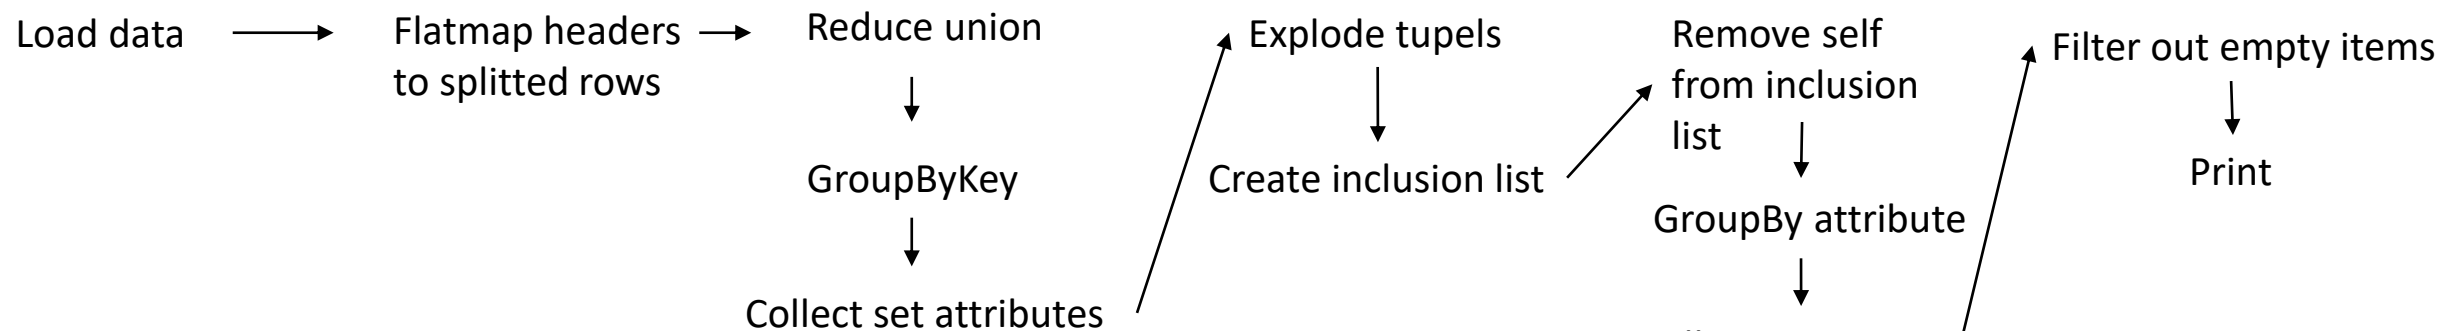 Load data
Flatmap headers
to splitted rows
Reduce union
GroupByKey
Collect set attributes
Explode tupels
Create inclusion list
Remove self
from inclusion
list
GroupBy attribute
Filter out empty items
Print